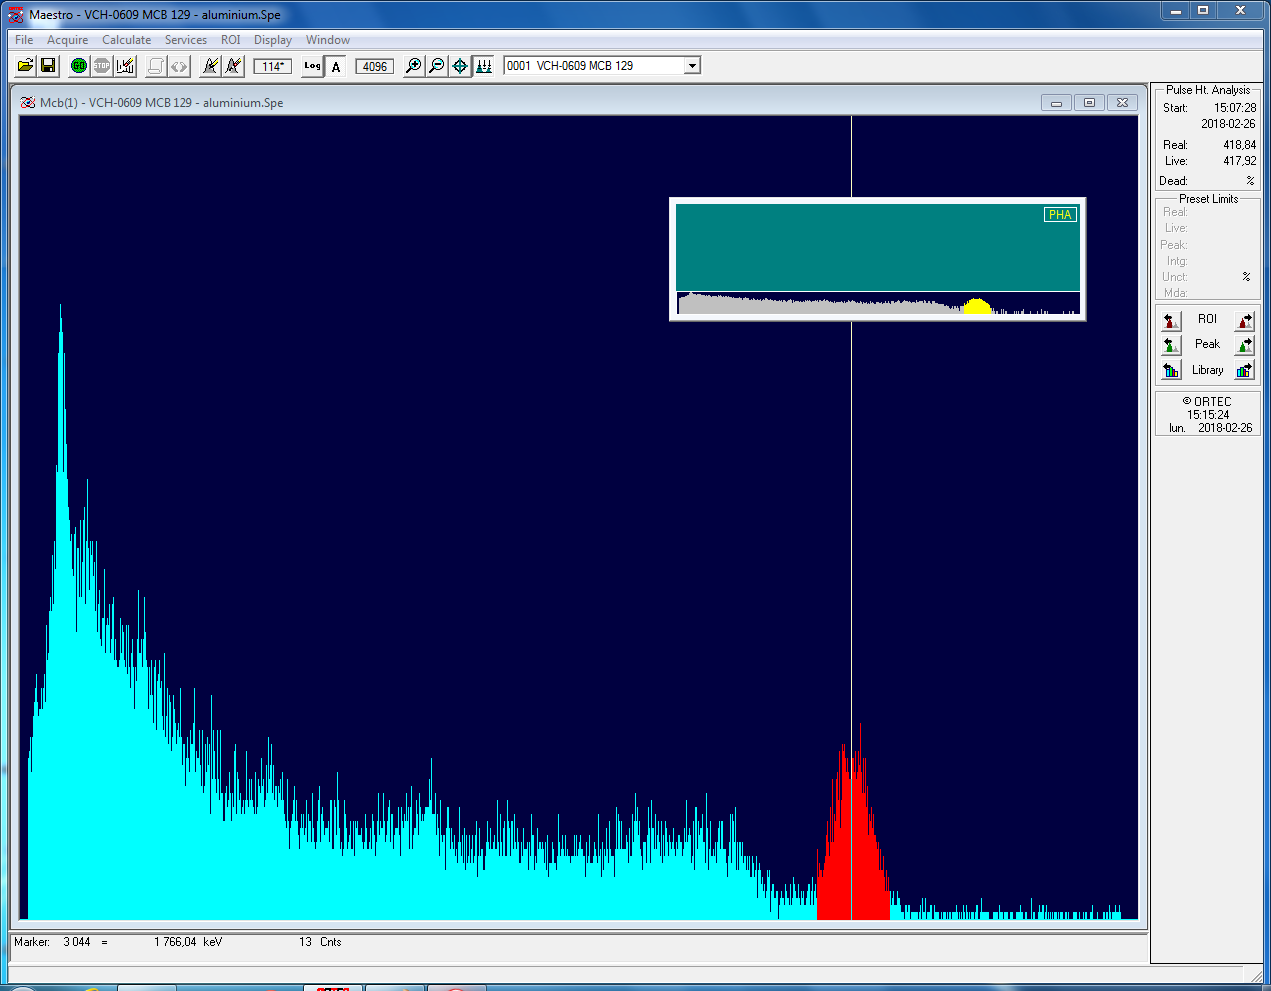 Maestro - VCH-0609 MCB 129 - aluminium.Spe
File Acquire Calculate Services ROI Display Window
GO STOP 114* Log A 4096 0001 VCH-0609 MCB 129
Mcb(1) - VCH-0609 MCB 129 - aluminium.Spe
PHA
Pulse Ht. Analysis
Start: 15:07:28
2018-02-26
Real: 418,84
Live: 417,92
Dead: %
Preset Limits
Real:
Live:
Peak:
Intg:
Unct: %
Mda:
ROI
Peak
Library
© ORTEC
15:15:24
lun. 2018-02-26
Marker: 3 044 = 1 766,04 keV 13 Cnts